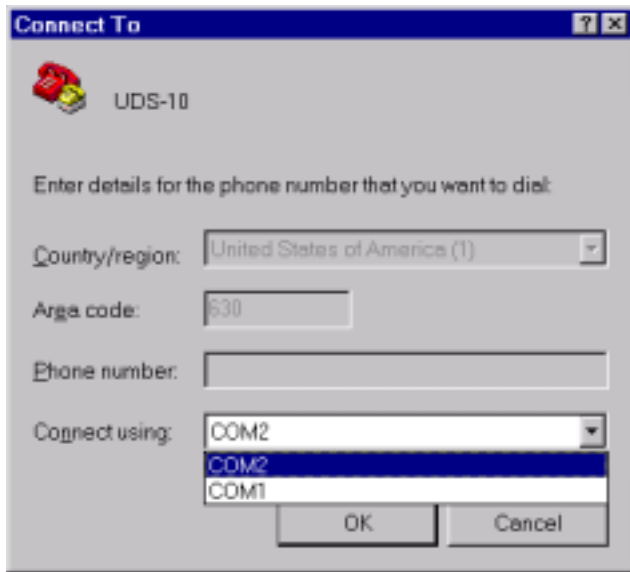 Connect To
UDS-10
Enter details for the phone number that you want to dial:
Country/region: United States of America (1)
Area code: 630
Phone number:
Connect using: COM2
COM2
COM1
OK Cancel